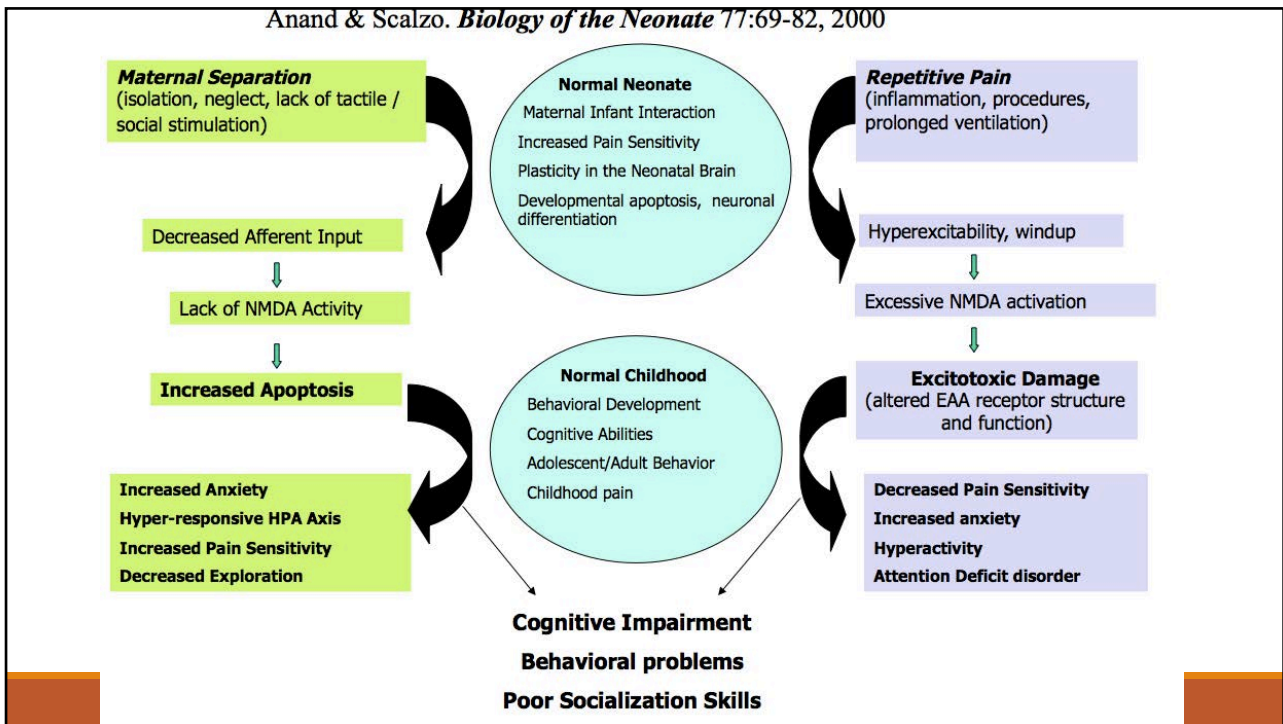 Anand & Scalzo. Biology of the Neonate 77:69-82, 2000
Maternal Separation
(isolation, neglect, lack of tactile /
social stimulation)
Decreased Afferent Input
Lack of NMDA Activity
Increased Apoptosis
Increased Anxiety
Hyper-responsive HPA Axis
Increased Pain Sensitivity
Decreased Exploration
Normal Neonate
Maternal Infant Interaction
Increased Pain Sensitivity
Plasticity in the Neonatal Brain
Developmental apoptosis, neuronal
differentiation
Normal Childhood
Behavioral Development
Cognitive Abilities
Adolescent/Adult Behavior
Childhood pain
Repetitive Pain
(inflammation, procedures,
prolonged ventilation)
Hyperexcitability, windup
Excessive NMDA activation
Excitotoxic Damage
(altered EAA receptor structure
and function)
Decreased Pain Sensitivity
Increased anxiety
Hyperactivity
Attention Deficit disorder
Cognitive Impairment
Behavioral problems
Poor Socialization Skills